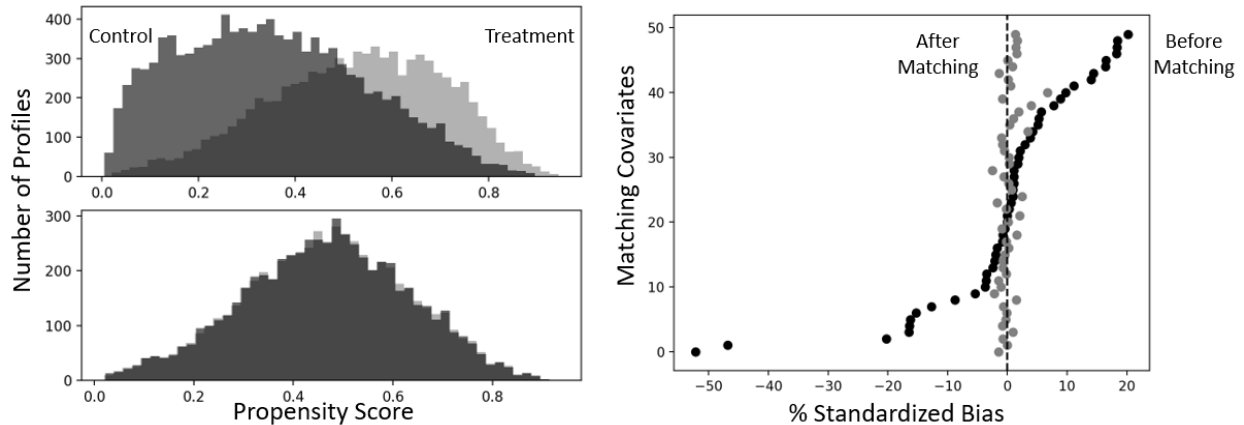 Number of Profiles
400
300
200
100
0
Control
Treatment
0.0 0.2 0.4 0.6 0.8
300
200
100
0
0.0 0.2 0.4 0.6 0.8
Propensity Score
Matching Covariates
50
40
30
20
10
0
After
Matching
Before
Matching
−50 −40 −30 −20 −10 0 10 20
% Standardized Bias